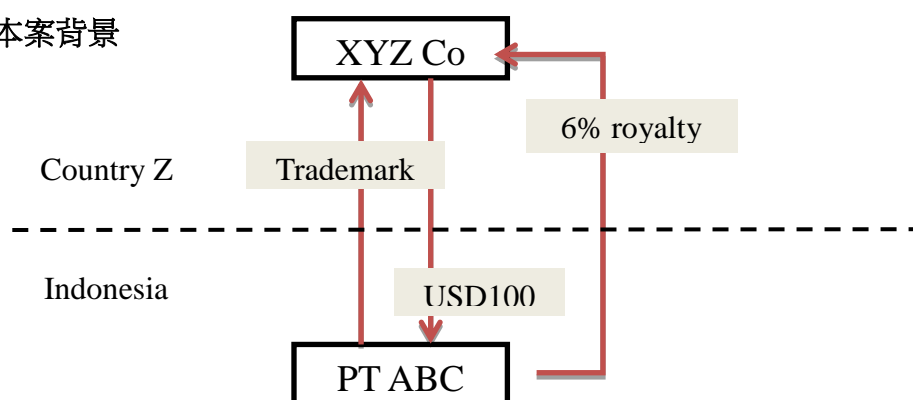 本案背景
XYZ Co
6% royalty
Country Z
Trademark
Indonesia
USD100
PT ABC